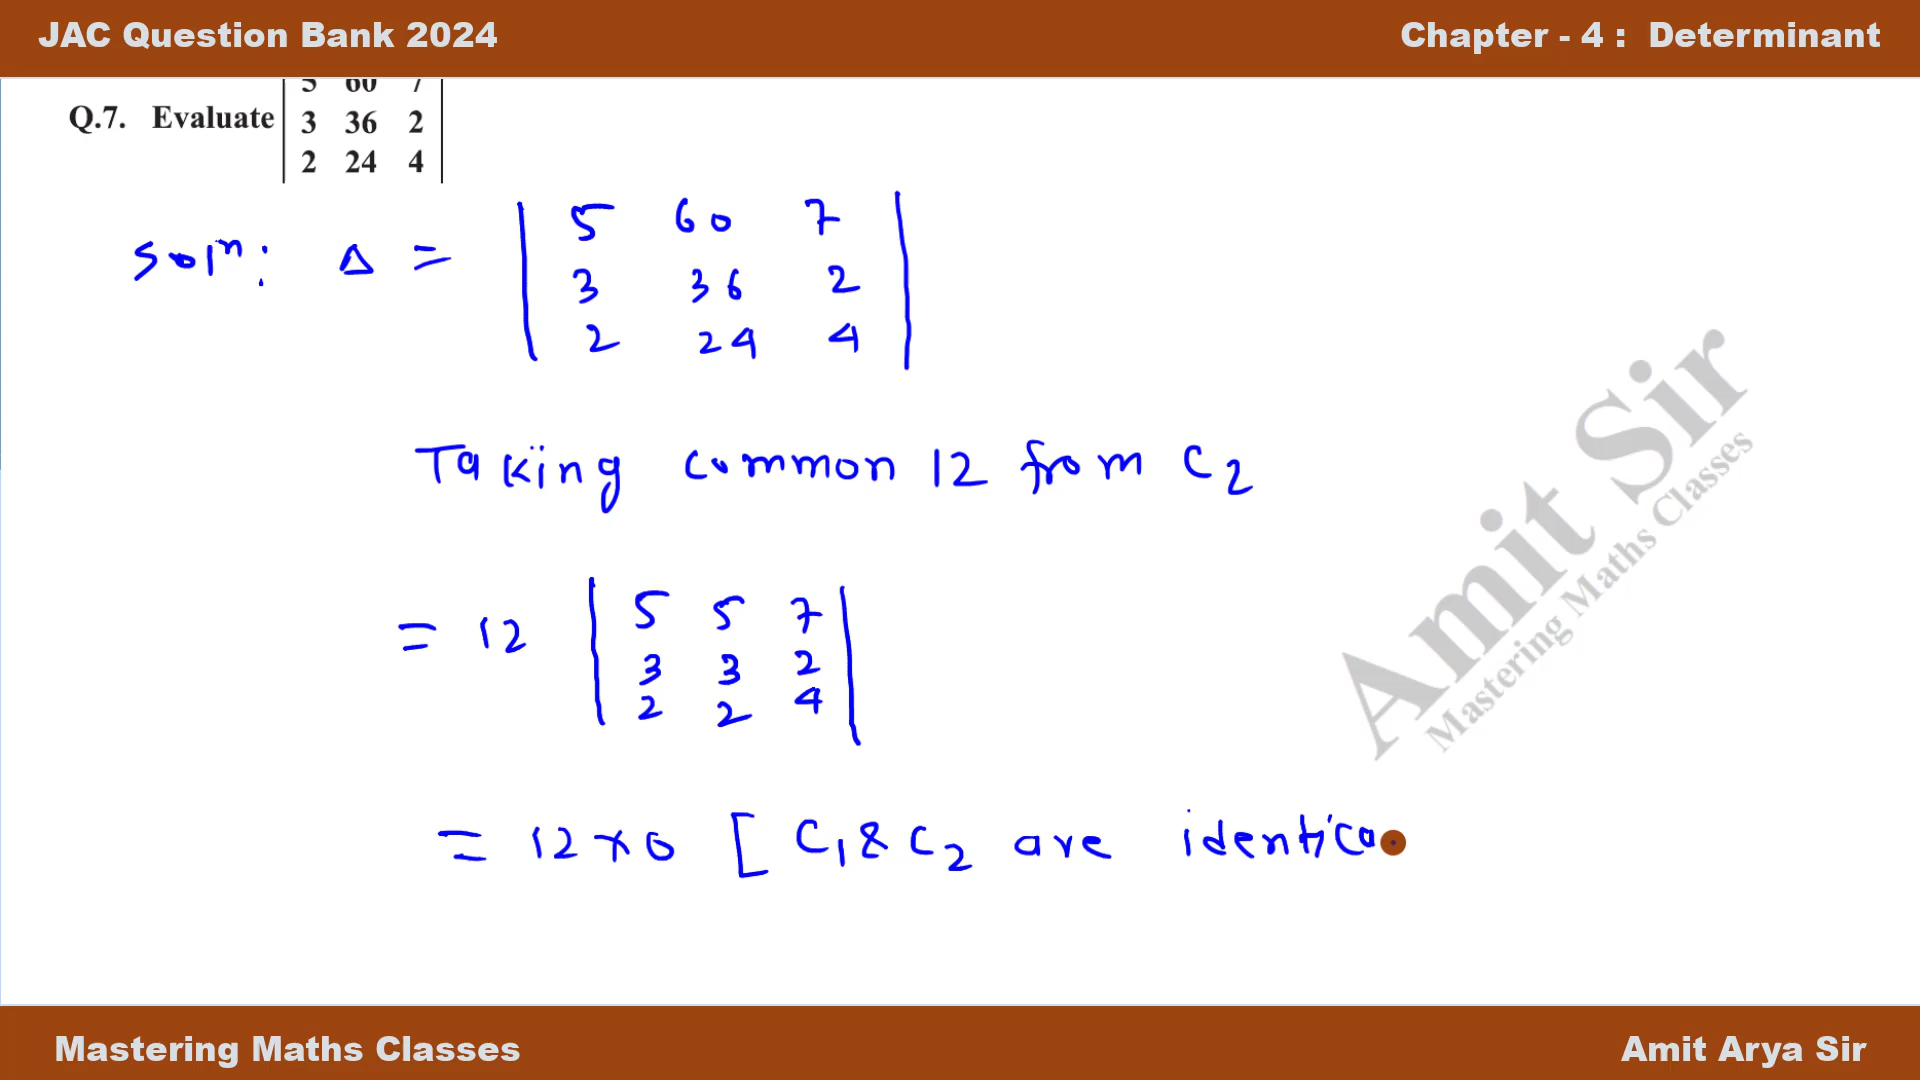 JAC Question Bank 2024
Chapter - 4 : Determinant
5 60 7
Q.7. Evaluate
3 36 2
2 24 4
Solⁿ: Δ =
5 60 7
3 36 2
2 24 4
Taking common 12 from C2
= 12
5 5 7
3 3 2
2 2 4
= 12 × 0 [ C1 & C2 are identica
Amit Sir
Mastering Maths Classes
Mastering Maths Classes
Amit Arya Sir